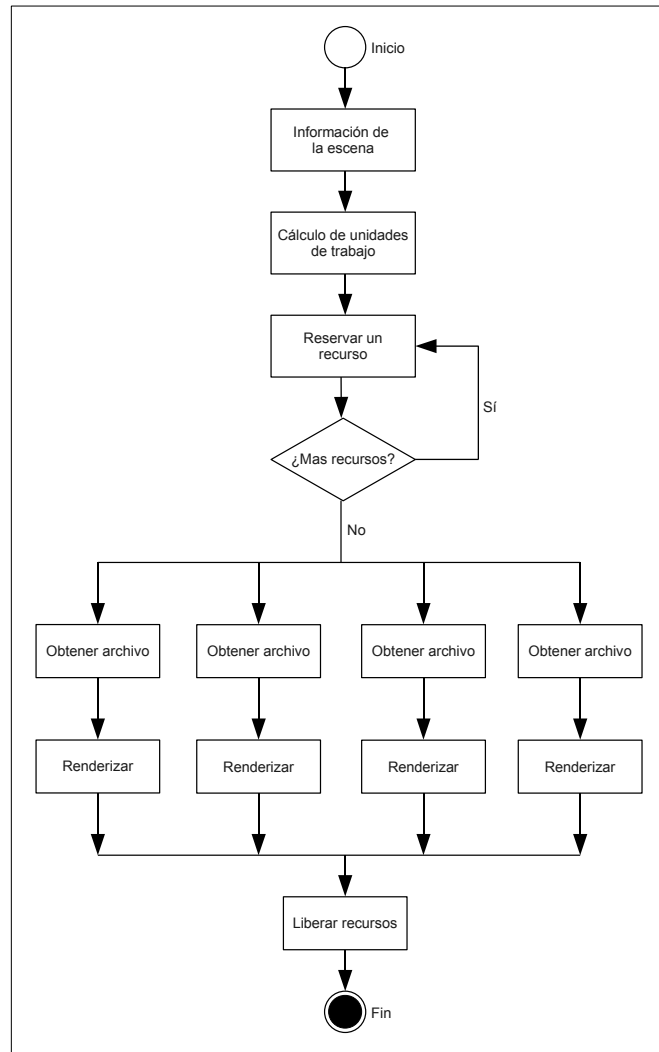 Inicio
Información de
la escena
Cálculo de unidades
de trabajo
Reservar un
recurso
Sí
¿Mas recursos?
No
Obtener archivo
Obtener archivo
Obtener archivo
Obtener archivo
Renderizar
Renderizar
Renderizar
Renderizar
Liberar recursos
Fin